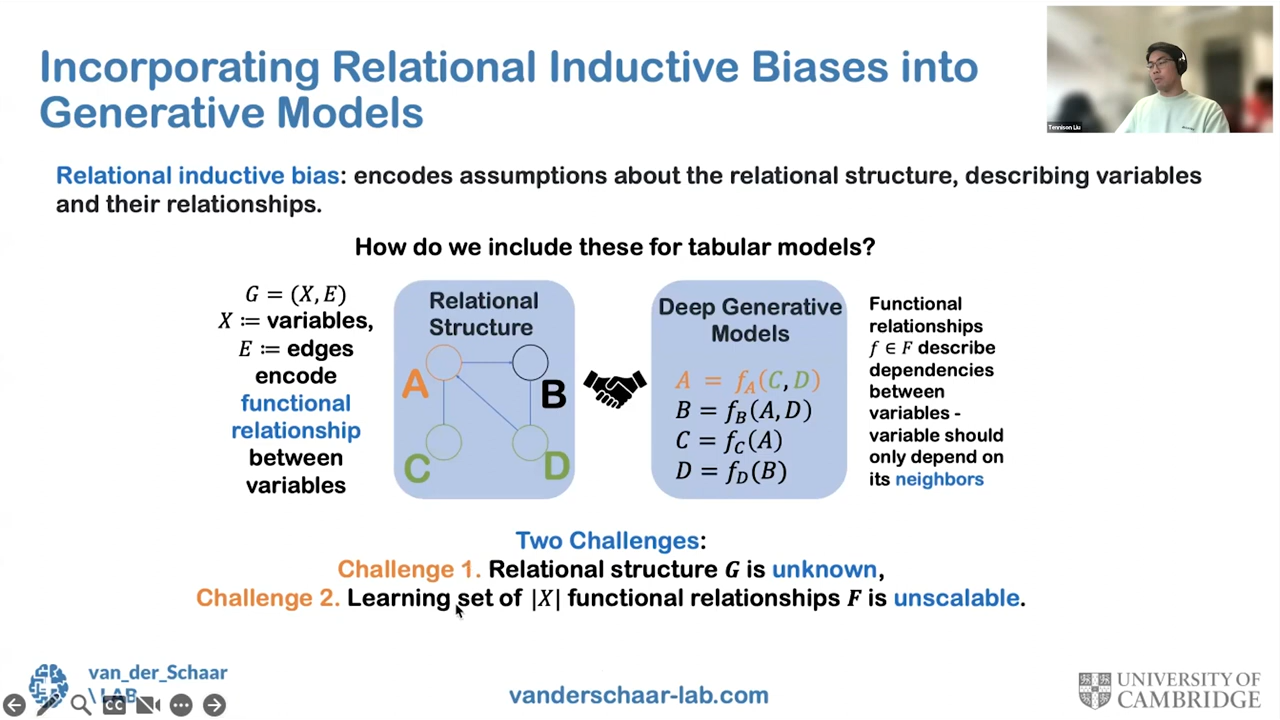 Incorporating Relational Inductive Biases into
Generative Models
Tennison Liu
Relational inductive bias: encodes assumptions about the relational structure, describing variables
and their relationships.
How do we include these for tabular models?
G = (X, E)
X ≔ variables,
E ≔ edges
encode
functional
relationship
between
variables
Relational
Structure
A
B
C
D
Deep Generative
Models
A = f_A(C, D)
B = f_B(A, D)
C = f_C(A)
D = f_D(B)
Functional
relationships
f ∈ F describe
dependencies
between
variables -
variable should
only depend on
its neighbors
Two Challenges:
Challenge 1. Relational structure G is unknown,
Challenge 2. Learning set of |X| functional relationships F is unscalable.
van_der_Schaar
\ LAB
CC
vanderschaar-lab.com
UNIVERSITY OF
CAMBRIDGE